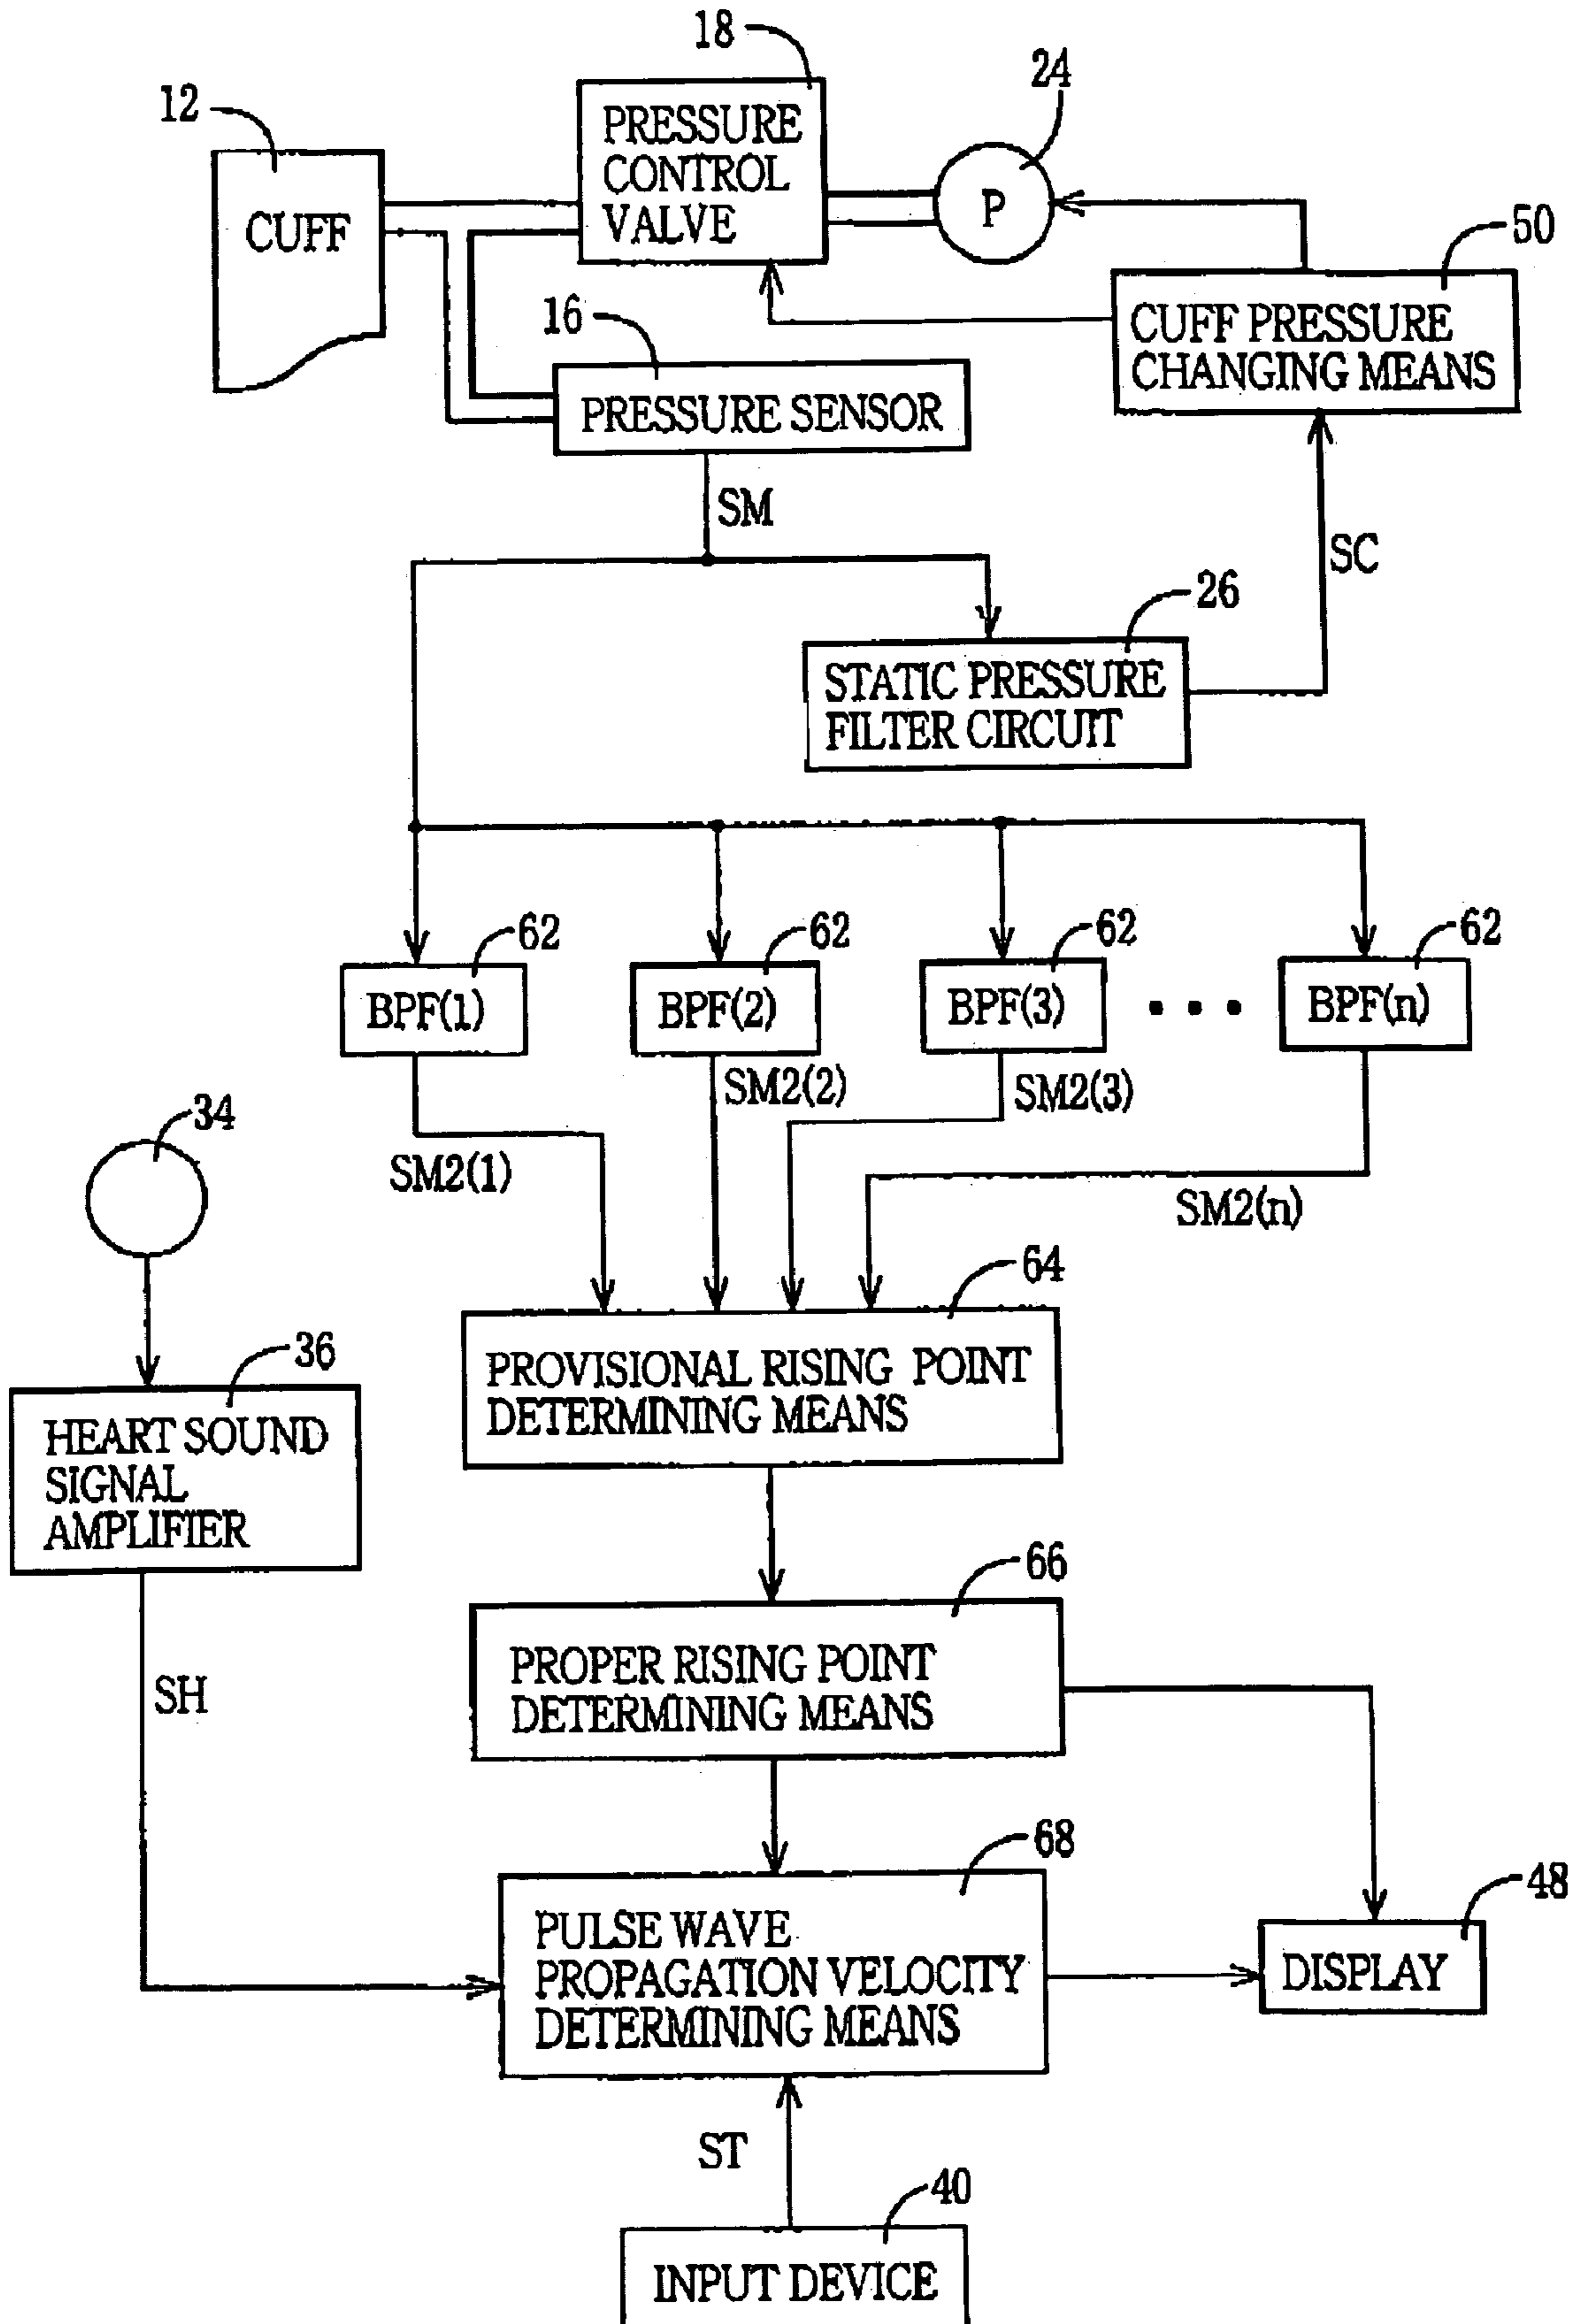 18
12
24
PRESSURE
CONTROL
VALVE
CUFF
P
50
16
CUFF PRESSURE
CHANGING MEANS
PRESSURE SENSOR
SM
SC
26
STATIC PRESSURE
FILTER CIRCUIT
62
62
62
62
BPF(1)
BPF(2)
BPF(3)
• • •
BPF(n)
SM2(2)
SM2(3)
34
SM2(1)
SM2(n)
64
36
PROVISIONAL RISING POINT
DETERMINING MEANS
HEART SOUND
SIGNAL
AMPLIFIER
66
SH
PROPER RISING POINT
DETERMINING MEANS
68
48
PULSE WAVE
PROPAGATION VELOCITY
DETERMINING MEANS
DISPLAY
ST
40
INPUT DEVICE